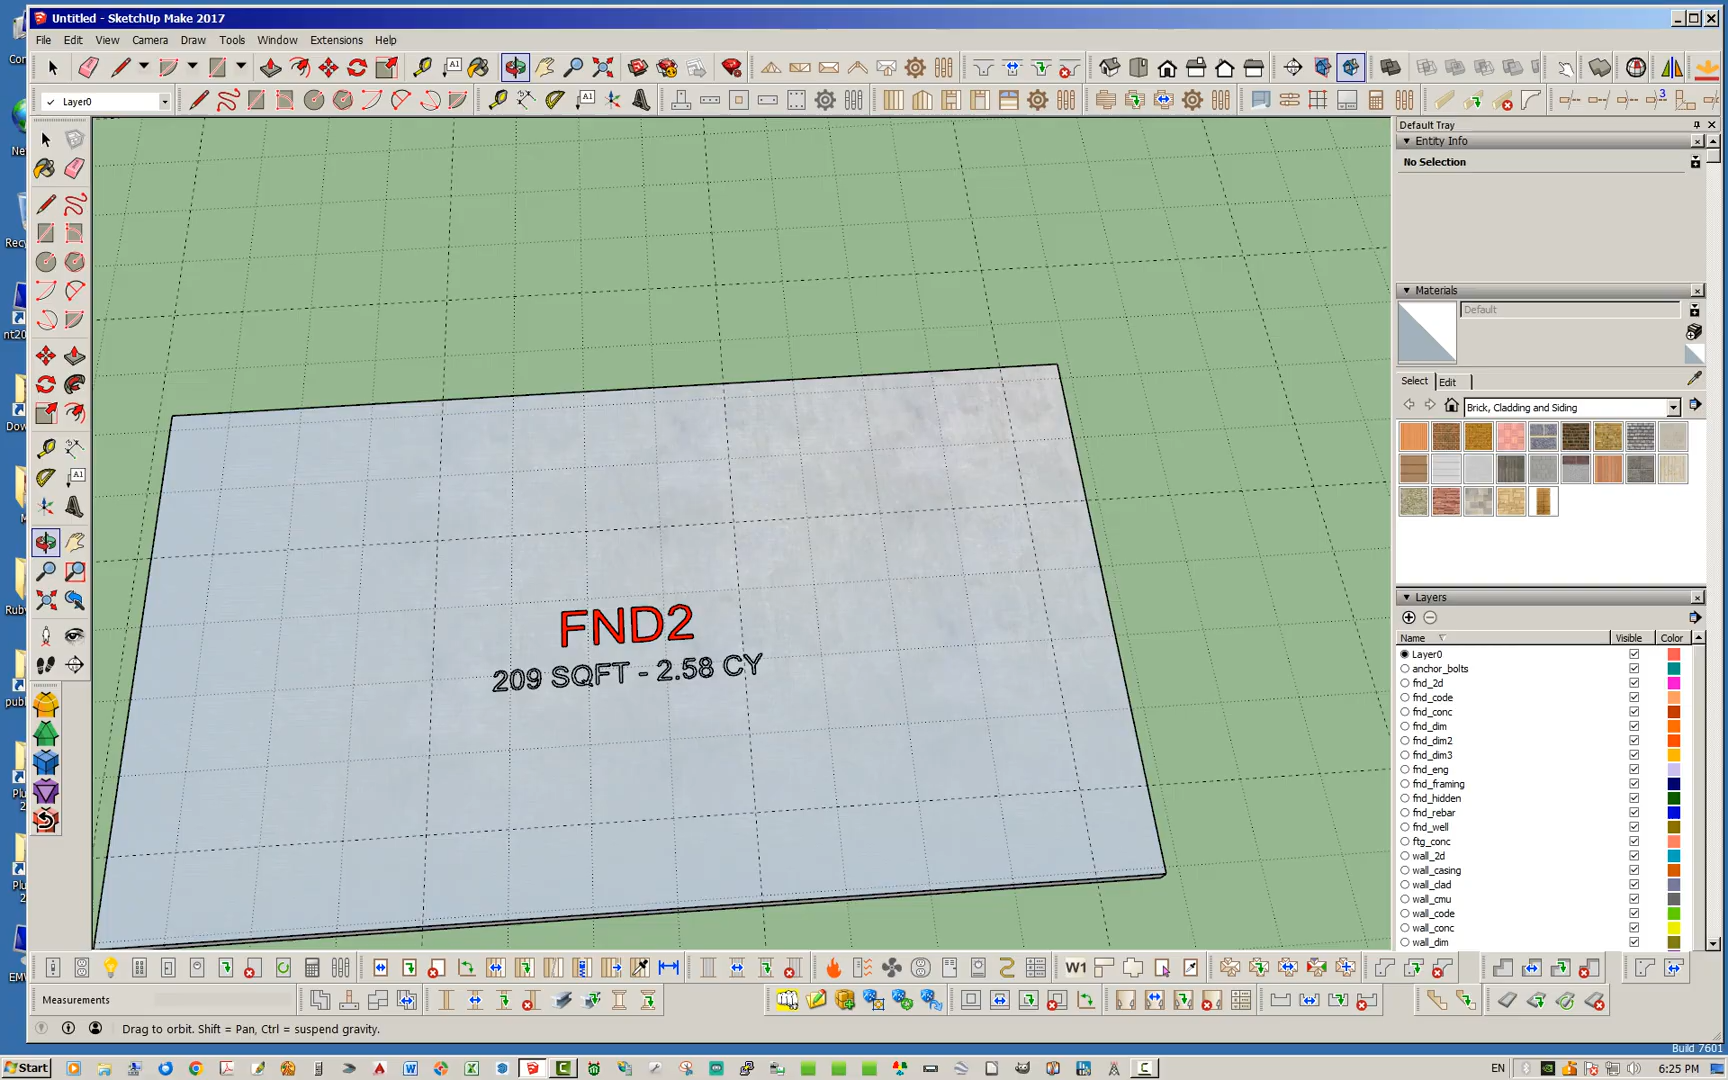 Untitled - SketchUp Make 2017
File Edit View Camera Draw Tools Window Extensions Help
Layer0
Default Tray
Entity Info
No Selection
Materials
Default
Select Edit
Brick, Cladding and Siding
FND2
209 SQFT - 2.58 CY
Layers
Name Visible Color
Layer0
anchor_bolts
fnd_2d
fnd_code
fnd_conc
fnd_dim
fnd_dim2
fnd_dim3
fnd_eng
fnd_framing
fnd_hidden
fnd_rebar
fnd_well
ftg_conc
wall_2d
wall_casing
wall_clad
wall_cmu
wall_code
wall_conc
wall_dim
W1
Measurements
Drag to orbit. Shift = Pan, Ctrl = suspend gravity.
Build 7601
Start
EN
6:25 PM